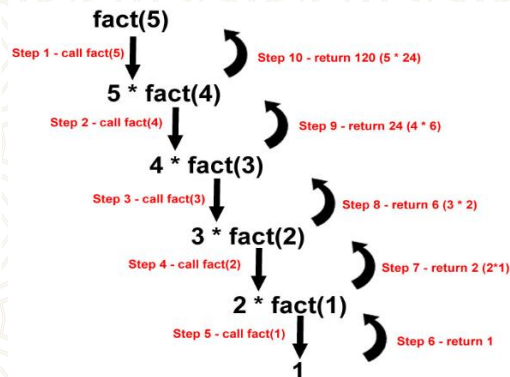 fact(5)
Step 1 - call fact(5)
Step 10 - return 120 (5 * 24)
5 * fact(4)
Step 2 - call fact(4)
Step 9 - return 24 (4 * 6)
4 * fact(3)
Step 3 - call fact(3)
Step 8 - return 6 (3 * 2)
3 * fact(2)
Step 4 - call fact(2)
Step 7 - return 2 (2*1)
2 * fact(1)
Step 5 - call fact(1)
Step 6 - return 1
1